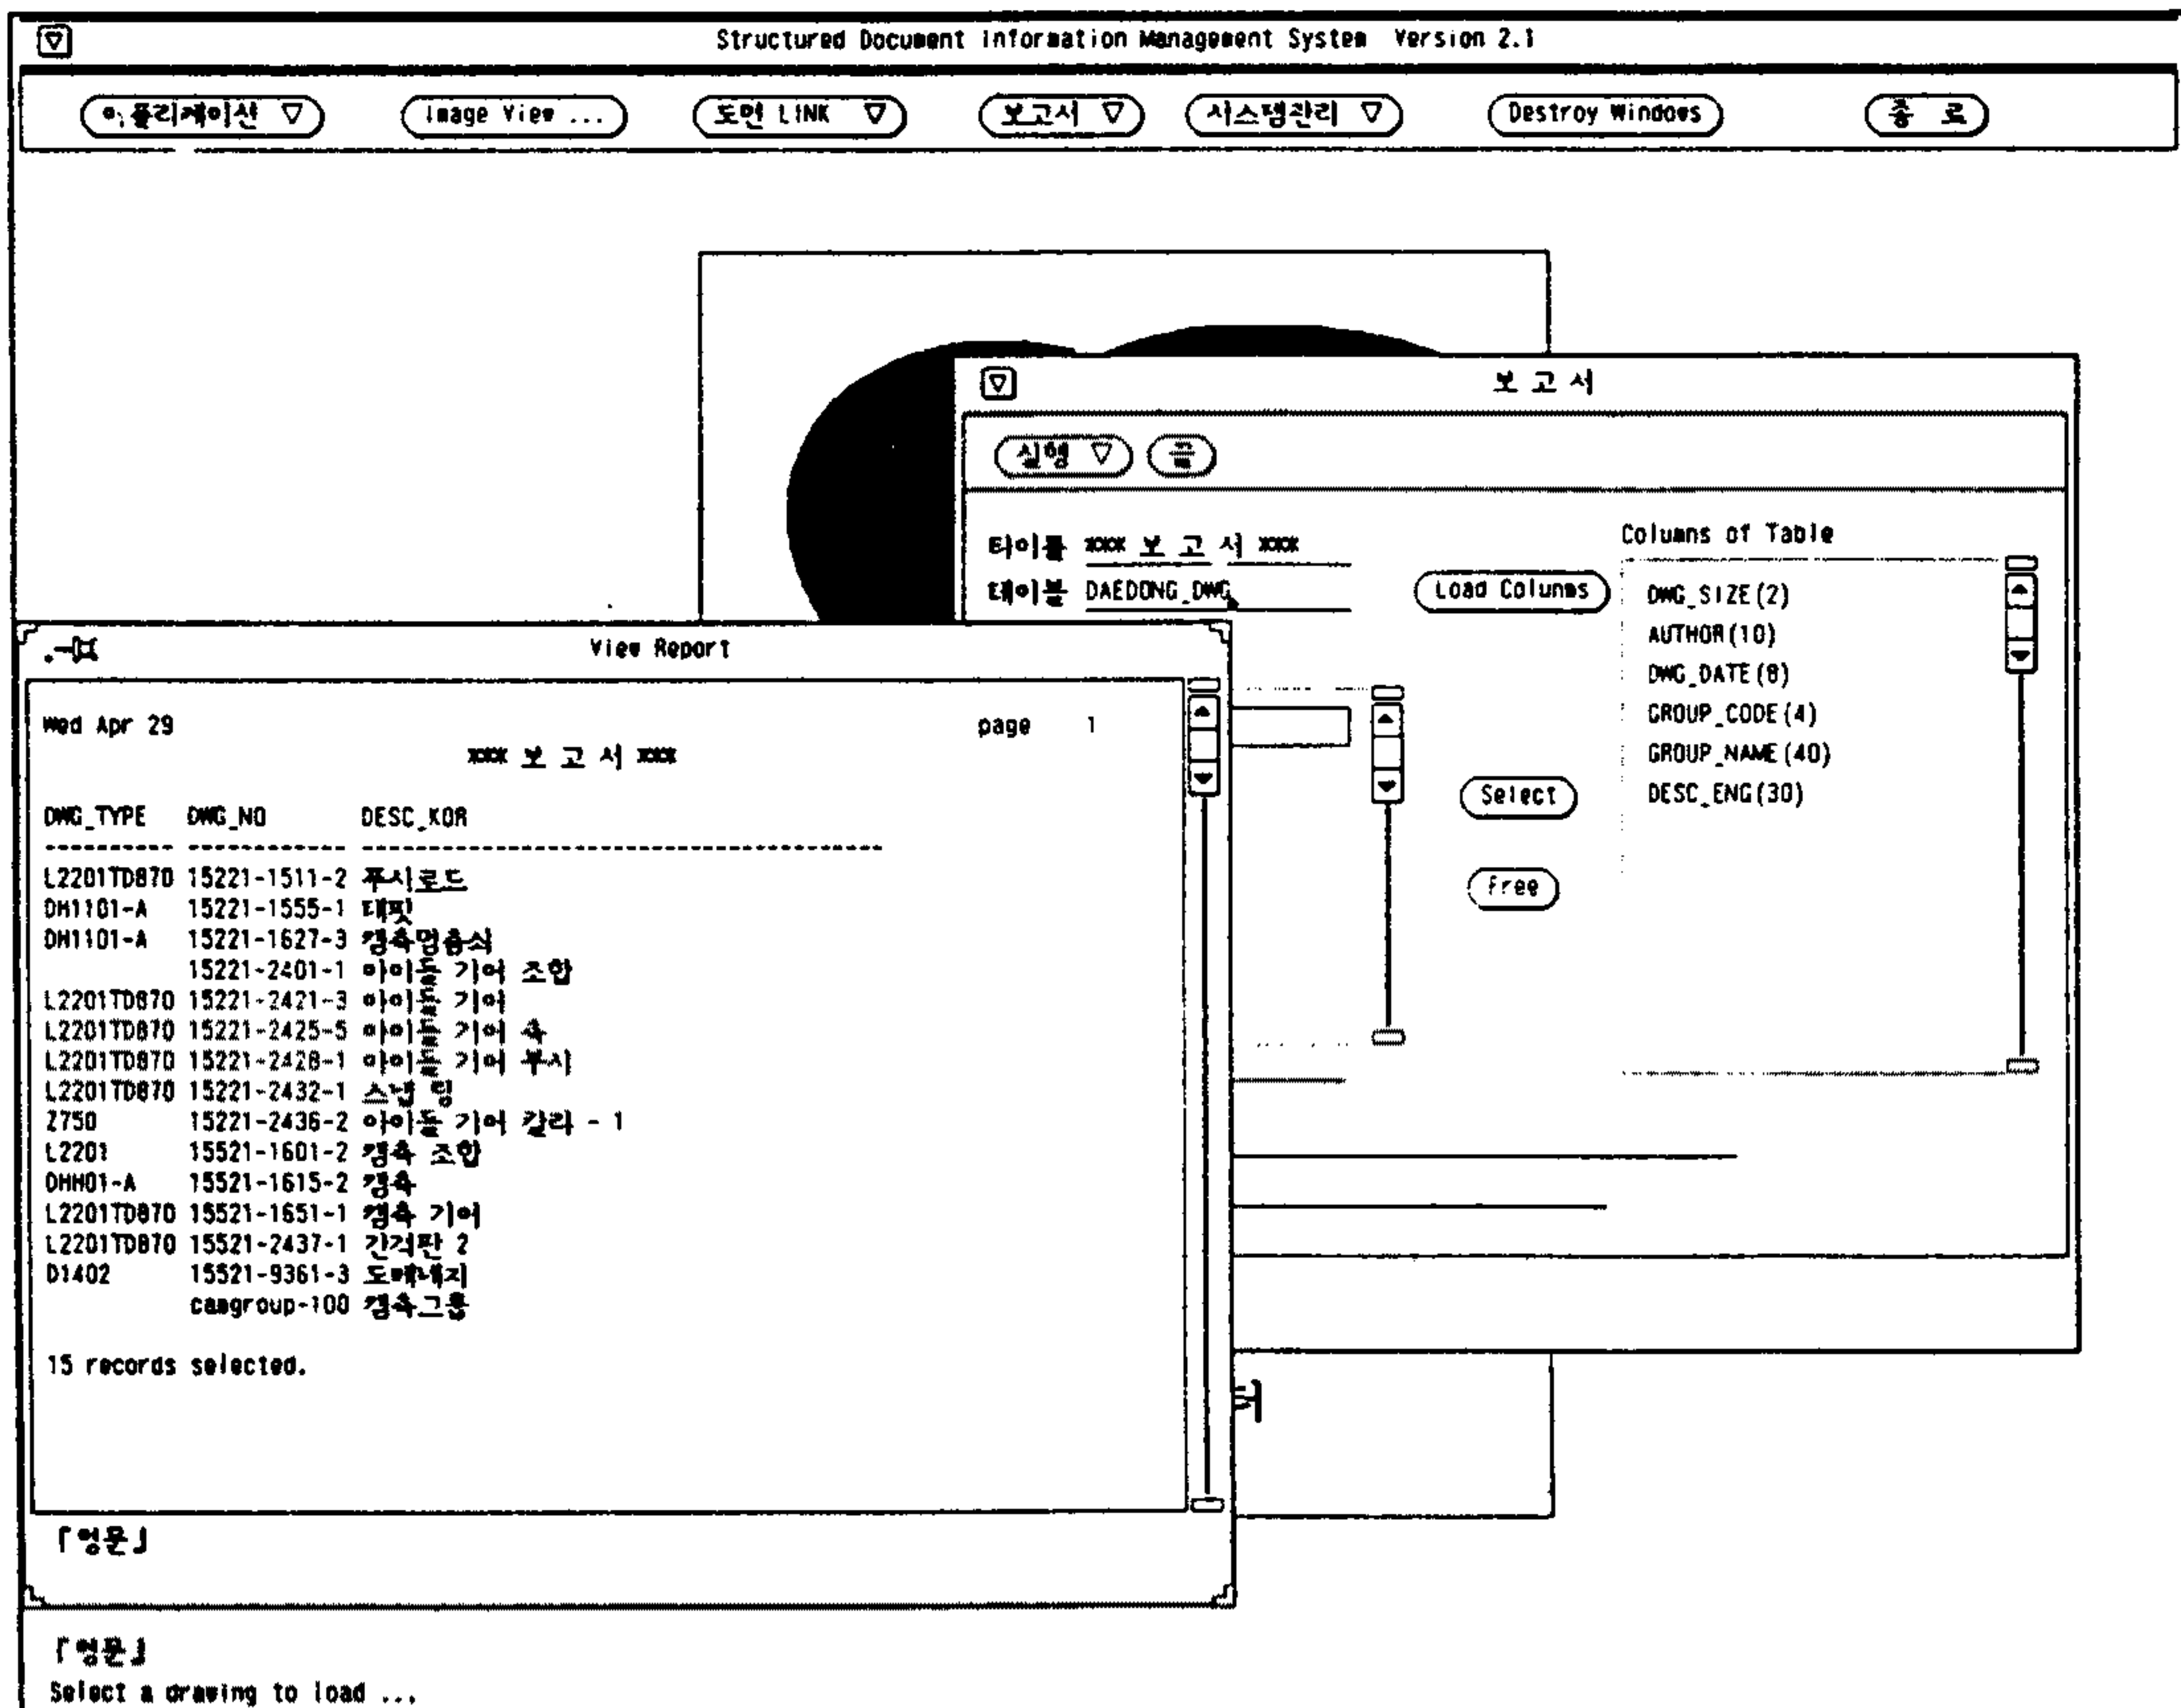 Structured Document Information Management System Version 2.1
어플리케이션 Image View ... 도면 LINK 보고서 시스템관리 Destroy Windows 종 료
보 고 서
실행 끝
타이틀 *** 보 고 서 ***
테이블 DAEDONG_DWG
Load Colunms
Columns of Table
DWG_SIZE(2)
AUTHOR(10)
DWG_DATE(8)
GROUP_CODE(4)
GROUP_NAME(40)
DESC_ENG(30)
Select
Free
View Report
Wed Apr 29 page 1
*** 보 고 서 ***
DWG_TYPE DWG_NO DESC_KOR
L2201TD870 15221-1511-2 푸시로드
DH1101-A 15221-1555-1 태핏
DH1101-A 15221-1627-3 캠축멈춤쇠
15221-2401-1 아이들 기어 조합
L2201TD870 15221-2421-3 아이들 기어
L2201TD870 15221-2425-5 아이들 기어 축
L2201TD870 15221-2428-1 아이들 기어 부시
L2201TD870 15221-2432-1 스냅 링
Z750 15221-2436-2 아이들 기어 칼라 - 1
L2201 15521-1601-2 캠축 조합
DHH01-A 15521-1615-2 캠축
L2201TD870 15521-1651-1 캠축 기어
L2201TD870 15521-2437-1 간격판 2
D1402 15521-9361-3 도메내지
camgroup-100 캠축그룹
15 records selected.
「영문」
「영문」
Select a drawing to load ...